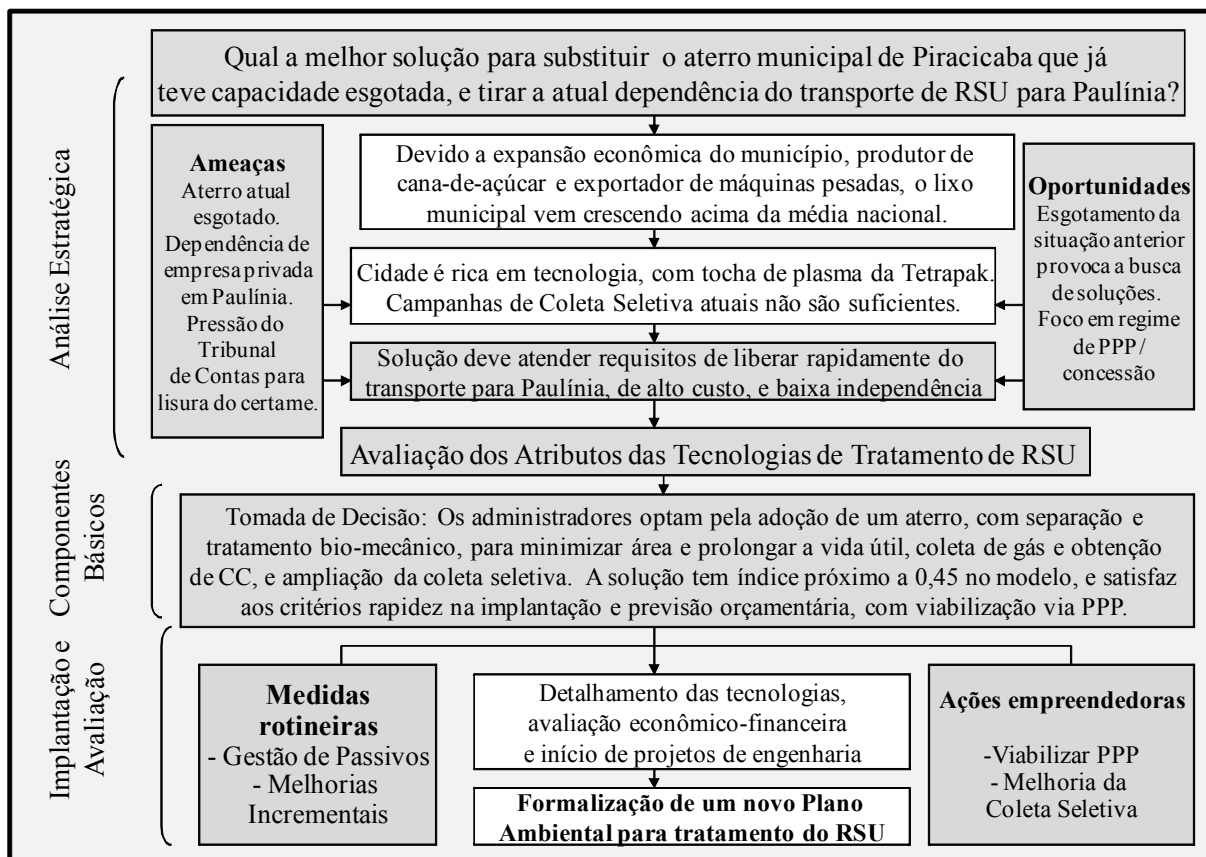 Qual a melhor solução para substituir o aterro municipal de Piracicaba que já
teve capacidade esgotada, e tirar a atual dependência do transporte de RSU para Paulínia?
Análise Estratégica
Ameaças
Aterro atual
esgotado.
Dependência de
empresa privada
em Paulínia.
Pressão do
Tribunal
de Contas para
lisura do certame.
Devido a expansão econômica do município, produtor de
cana-de-açúcar e exportador de máquinas pesadas, o lixo
municipal vem crescendo acima da média nacional.
Cidade é rica em tecnologia, com tocha de plasma da Tetrapak.
Campanhas de Coleta Seletiva atuais não são suficientes.
Solução deve atender requisitos de liberar rapidamente do
transporte para Paulínia, de alto custo, e baixa independência
Oportunidades
Esgotamento da
situação anterior
provoca a busca
de soluções.
Foco em regime
de PPP /
concessão
Avaliação dos Atributos das Tecnologias de Tratamento de RSU
Componentes
Básicos
Tomada de Decisão: Os administradores optam pela adoção de um aterro, com separação e
tratamento bio-mecânico, para minimizar área e prolongar a vida útil, coleta de gás e obtenção
de CC, e ampliação da coleta seletiva. A solução tem índice próximo a 0,45 no modelo, e satisfaz
aos critérios rapidez na implantação e previsão orçamentária, com viabilização via PPP.
Implantação e
Avaliação
Medidas
rotineiras
- Gestão de Passivos
- Melhorias
Incrementais
Detalhamento das tecnologias,
avaliação econômico-financeira
e início de projetos de engenharia
Formalização de um novo Plano
Ambiental para tratamento do RSU
Ações empreendedoras
-Viabilizar PPP
- Melhoria da
Coleta Seletiva